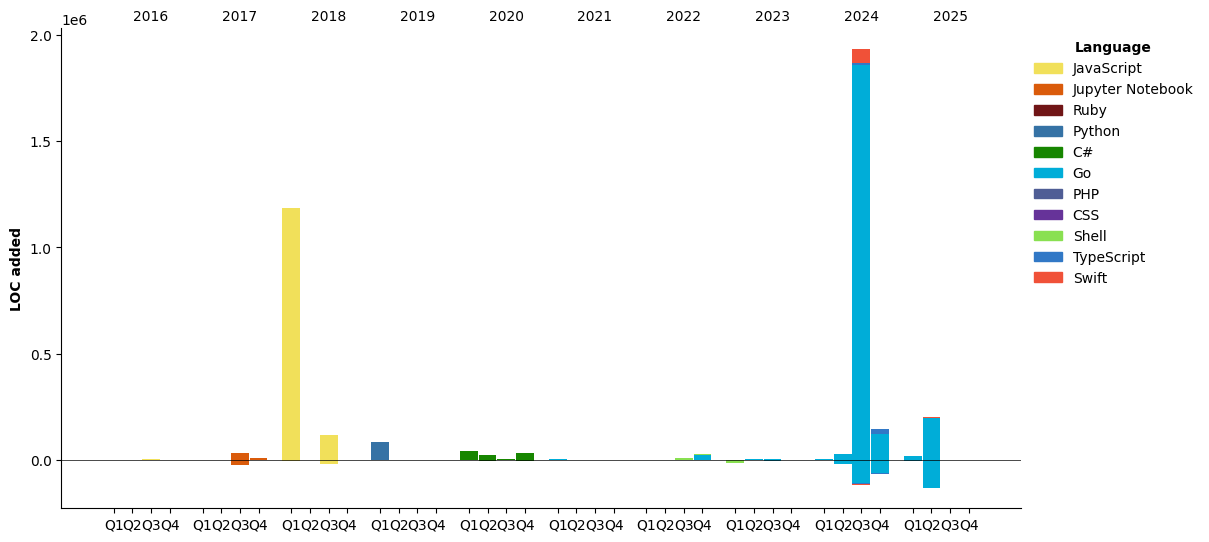 2016 2017 2018 2019 2020 2021 2022 2023 2024 2025
1e6
2.0
1.5
1.0
0.5
0.0
LOC added
Q1Q2Q3Q4 Q1Q2Q3Q4 Q1Q2Q3Q4 Q1Q2Q3Q4 Q1Q2Q3Q4 Q1Q2Q3Q4 Q1Q2Q3Q4 Q1Q2Q3Q4 Q1Q2Q3Q4 Q1Q2Q3Q4
Language
JavaScript
Jupyter Notebook
Ruby
Python
C#
Go
PHP
CSS
Shell
TypeScript
Swift